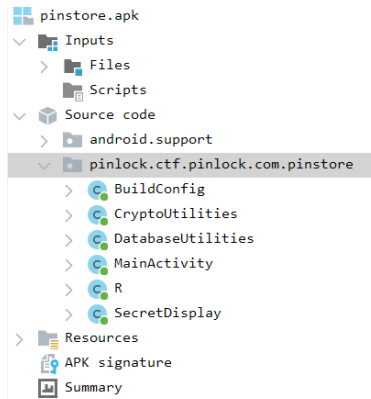 pinstore.apk
Inputs
Files
Scripts
Source code
android.support
pinlock.ctf.pinlock.com.pinstore
BuildConfig
CryptoUtilities
DatabaseUtilities
MainActivity
R
SecretDisplay
Resources
APK signature
Summary